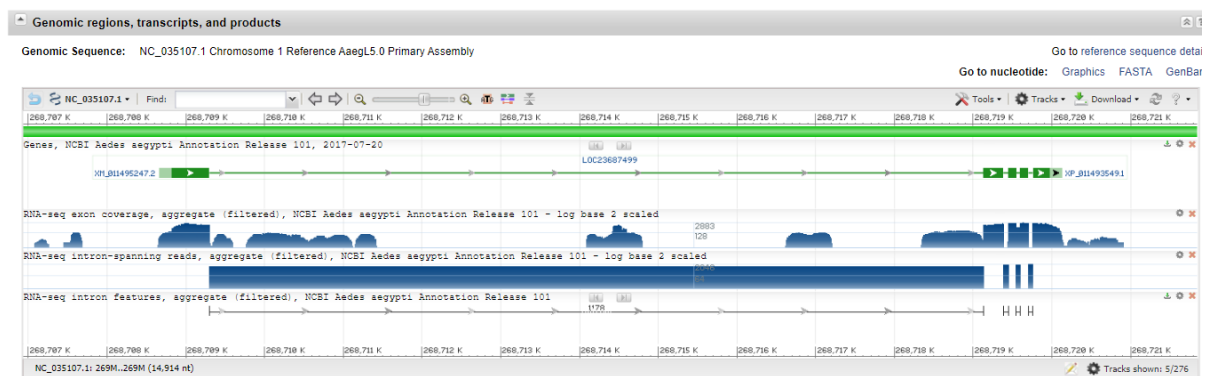 Genomic regions, transcripts, and products
Genomic Sequence: NC_035107.1 Chromosome 1 Reference AaegL5.0 Primary Assembly
Go to reference sequence detai
Go to nucleotide: Graphics FASTA GenBan
NC_035107.1 Find: Tools Tracks Download ?
268,707 K 268,708 K 268,709 K 268,710 K 268,711 K 268,712 K 268,713 K 268,714 K 268,715 K 268,716 K 268,717 K 268,718 K 268,719 K 268,720 K 268,721 K
Genes, NCBI Aedes aegypti Annotation Release 101, 2017-07-20
LOC23687499
XM_011495247.2 XP_011493549.1
RNA-seq exon coverage, aggregate (filtered), NCBI Aedes aegypti Annotation Release 101 - log base 2 scaled
2883
128
RNA-seq intron-spanning reads, aggregate (filtered), NCBI Aedes aegypti Annotation Release 101 - log base 2 scaled
2046
64
RNA-seq intron features, aggregate (filtered), NCBI Aedes aegypti Annotation Release 101
1178
268,707 K 268,708 K 268,709 K 268,710 K 268,711 K 268,712 K 268,713 K 268,714 K 268,715 K 268,716 K 268,717 K 268,718 K 268,719 K 268,720 K 268,721 K
NC_035107.1: 269M..269M (14,914 nt) Tracks shown: 5/276